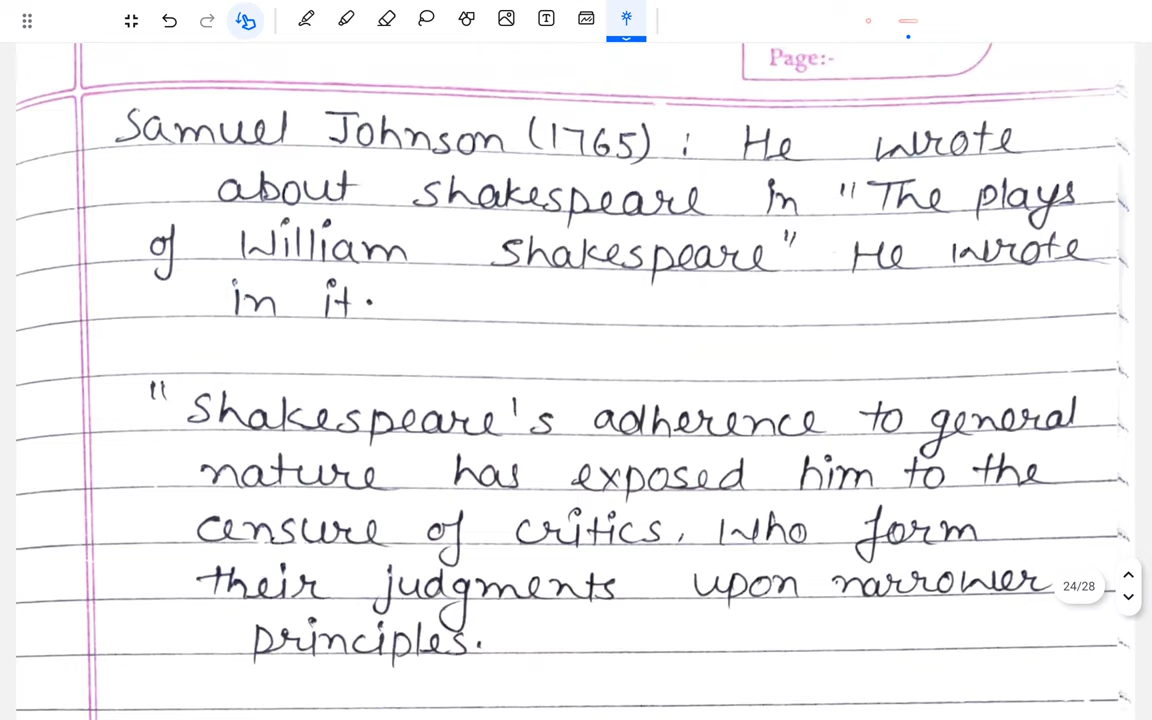 Page:-
Samuel Johnson (1765) : He wrote
about shakespeare in "The plays
of William shakespeare" He wrote
in it.
"shakespeare's adherence to general
nature has exposed him to the
censure of critics, who form
their judgments upon narrower
principles.
24/28